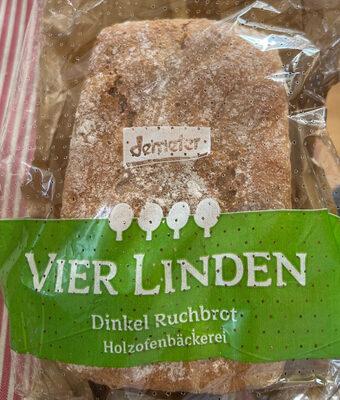 demeter
VIER LINDEN
Dinkel Ruchbrot
Holzofenbäckerei